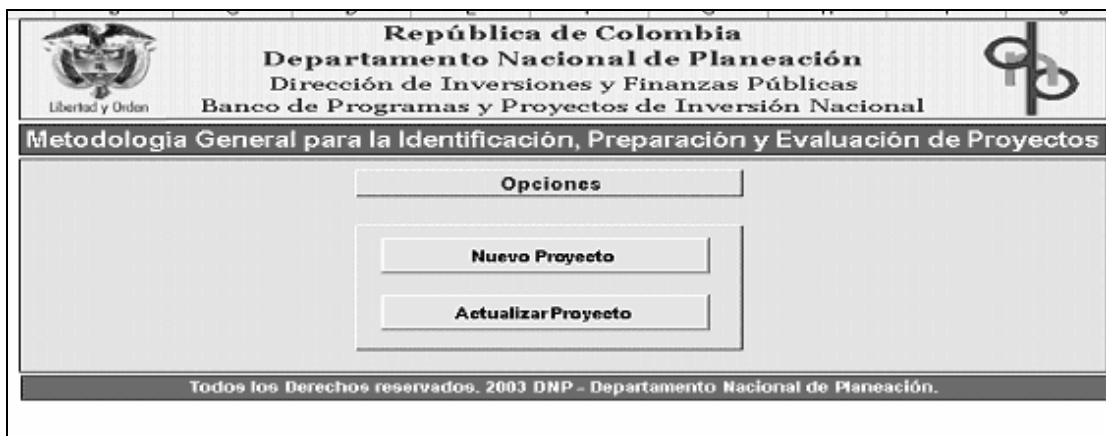 República de Colombia
Departamento Nacional de Planeación
Dirección de Inversiones y Finanzas Públicas
Libertad y Orden
Banco de Programas y Proyectos de Inversión Nacional
Metodología General para la Identificación, Preparación y Evaluación de Proyectos
Opciones
Nuevo Proyecto
Actualizar Proyecto
Todos los Derechos reservados. 2003 DNP - Departamento Nacional de Planeación.